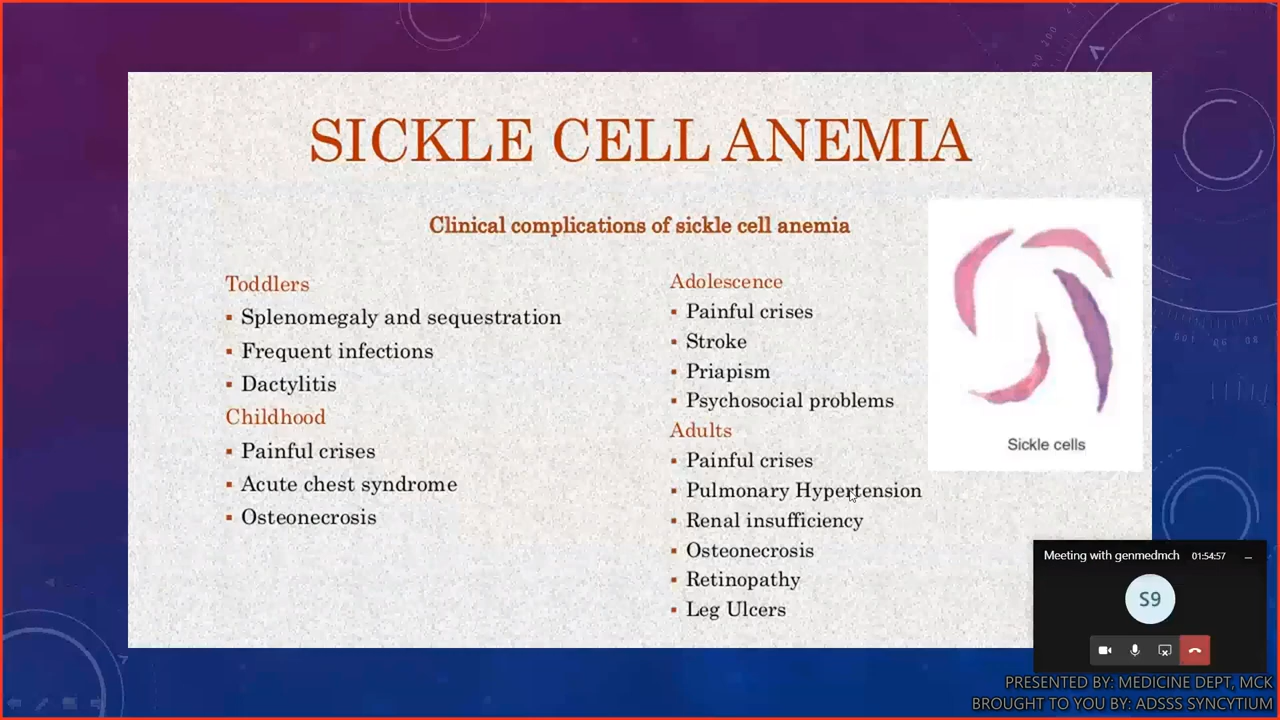 SICKLE CELL ANEMIA
Clinical complications of sickle cell anemia
Toddlers
▪ Splenomegaly and sequestration
▪ Frequent infections
▪ Dactylitis
Childhood
▪ Painful crises
▪ Acute chest syndrome
▪ Osteonecrosis
Adolescence
▪ Painful crises
▪ Stroke
▪ Priapism
▪ Psychosocial problems
Adults
▪ Painful crises
▪ Pulmonary Hypertension
▪ Renal insufficiency
▪ Osteonecrosis
▪ Retinopathy
▪ Leg Ulcers
Sickle cells
Meeting with genmedmch 01:54:57
S9
PRESENTED BY: MEDICINE DEPT, MCK
BROUGHT TO YOU BY: ADSSS SYNCYTIUM